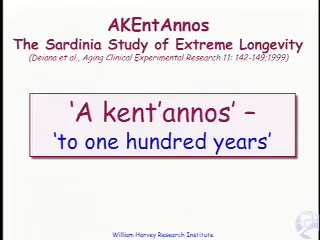 AKEntAnnos
The Sardinia Study of Extreme Longevity
(Deiana et al., Aging Clinical Experimental Research 11: 142-149;1999)
‘A kent’annos’ –
‘to one hundred years’
William Harvey Research Institute